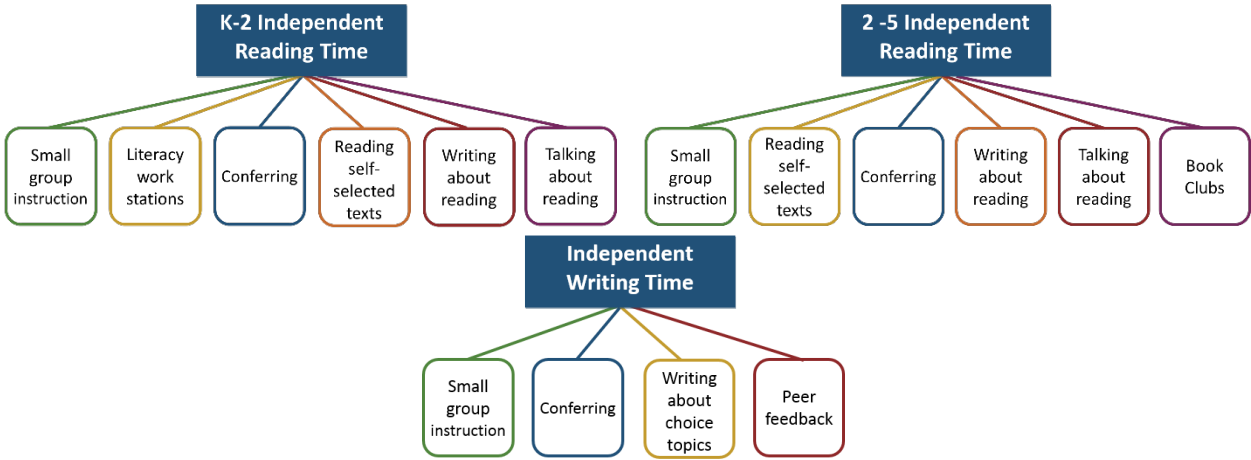 K-2 Independent
Reading Time
Small
group
instruction
Literacy
work
stations
Conferring
Reading
self-
selected
texts
Writing
about
reading
Talking
about
reading
2 -5 Independent
Reading Time
Small
group
instruction
Reading
self-
selected
texts
Conferring
Writing
about
reading
Talking
about
reading
Book
Clubs
Independent
Writing Time
Small
group
instruction
Conferring
Writing
about
choice
topics
Peer
feedback